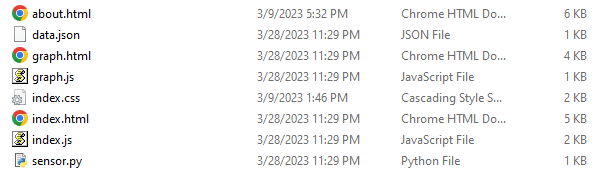 about.html 3/9/2023 5:32 PM Chrome HTML Do... 6 KB
data.json 3/28/2023 11:29 PM JSON File 1 KB
graph.html 3/28/2023 11:29 PM Chrome HTML Do... 4 KB
graph.js 3/28/2023 11:29 PM JavaScript File 1 KB
index.css 3/9/2023 1:46 PM Cascading Style S... 2 KB
index.html 3/28/2023 11:29 PM Chrome HTML Do... 5 KB
index.js 3/28/2023 11:29 PM JavaScript File 2 KB
sensor.py 3/28/2023 11:29 PM Python File 1 KB